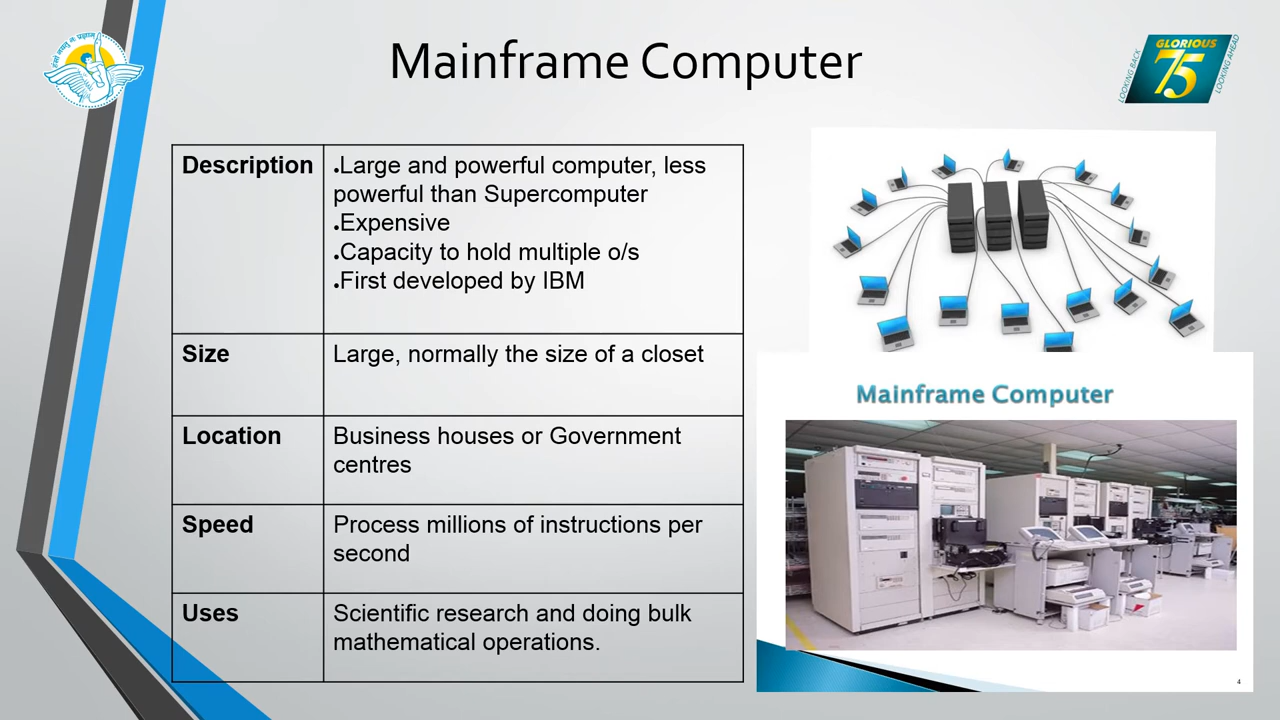 Mainframe Computer
LOOKING BACK
GLORIOUS
75
LOOKING AHEAD
Description
•Large and powerful computer, less
powerful than Supercomputer
•Expensive
•Capacity to hold multiple o/s
•First developed by IBM
Size
Large, normally the size of a closet
Location
Business houses or Government
centres
Speed
Process millions of instructions per
second
Uses
Scientific research and doing bulk
mathematical operations.
Mainframe Computer
4